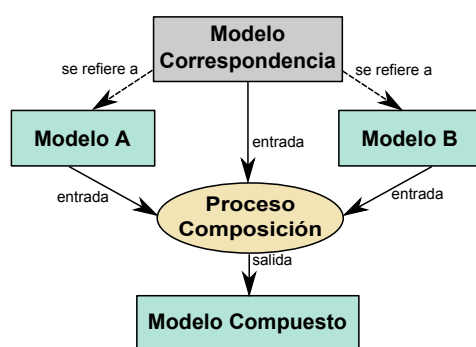 Modelo
Correspondencia
se refiere a
se refiere a
Modelo A
Modelo B
entrada
entrada
entrada
Proceso
Composición
salida
Modelo Compuesto